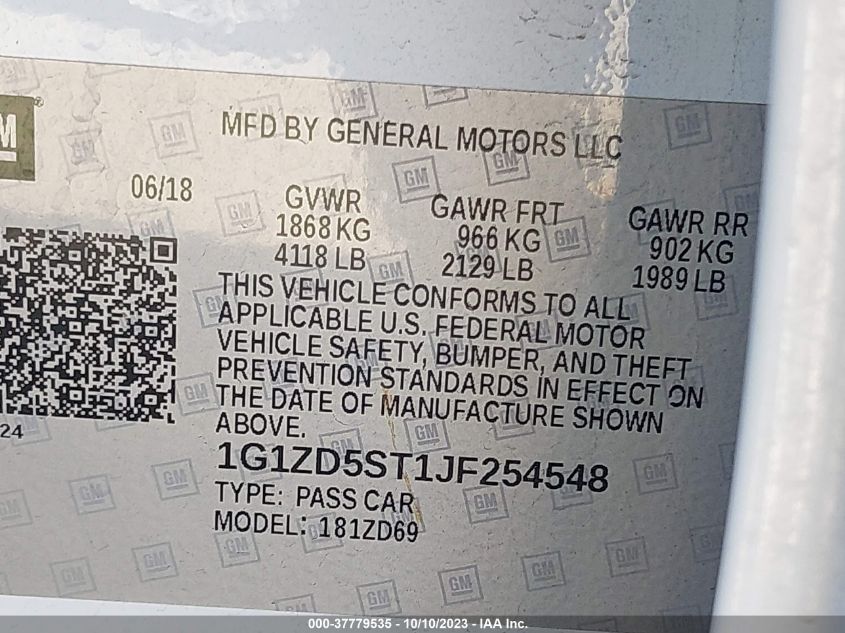 GM
MFD BY GENERAL MOTORS LLC
06/18
GVWR
1868 KG
4118 LB
GAWR FRT
966 KG
2129 LB
GAWR RR
902 KG
1989 LB
THIS VEHICLE CONFORMS TO ALL
APPLICABLE U.S. FEDERAL MOTOR
VEHICLE SAFETY, BUMPER, AND THEFT
PREVENTION STANDARDS IN EFFECT ON
THE DATE OF MANUFACTURE SHOWN
ABOVE.
24
1G1ZD5ST1JF254548
TYPE: PASS CAR
MODEL: 181ZD69
000-37779535 - 10/10/2023 - IAA Inc.